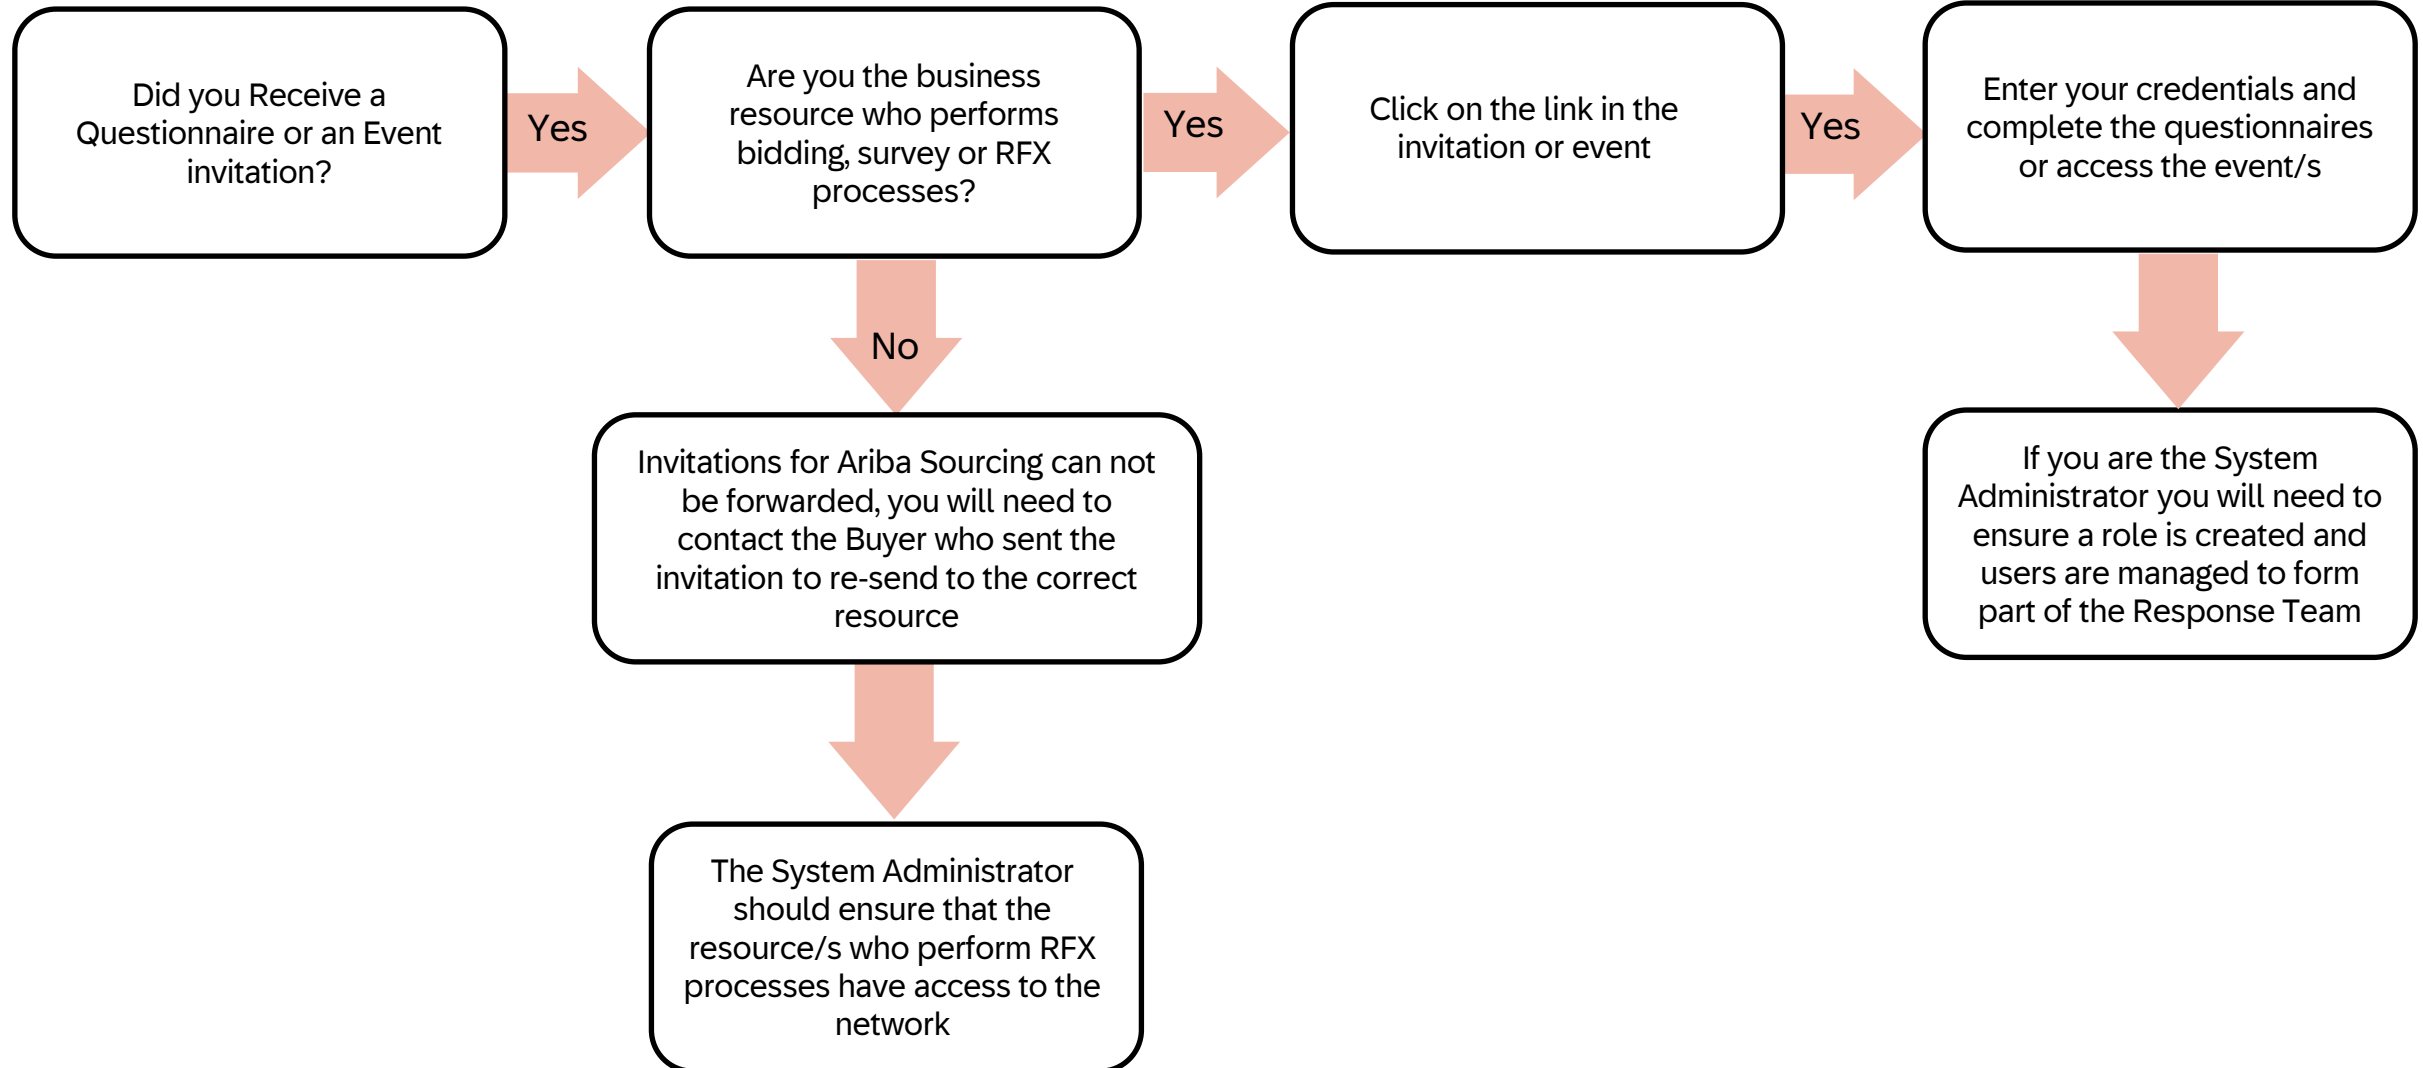 Did you Receive a
Questionnaire or an Event
invitation?
Yes
Are you the business
resource who performs
bidding, survey or RFX
processes?
Yes
Click on the link in the
invitation or event
Yes
Enter your credentials and
complete the questionnaires
or access the event/s
No
Invitations for Ariba Sourcing can not
be forwarded, you will need to
contact the Buyer who sent the
invitation to re-send to the correct
resource
If you are the System
Administrator you will need to
ensure a role is created and
users are managed to form
part of the Response Team
The System Administrator
should ensure that the
resource/s who perform RFX
processes have access to the
network